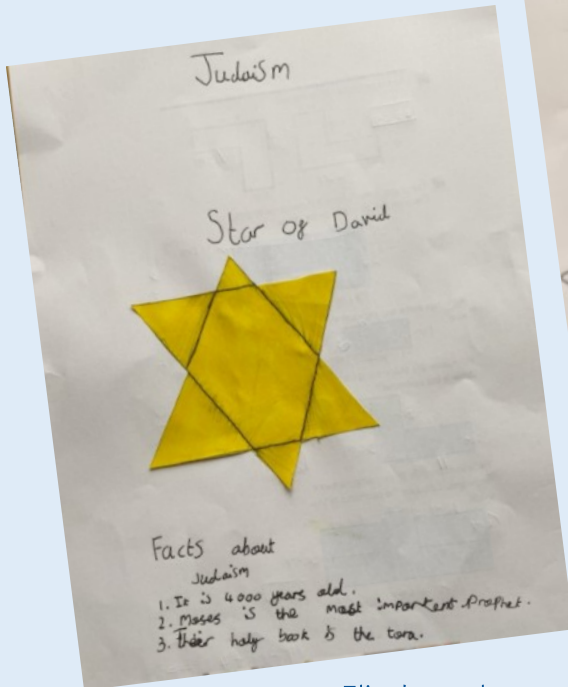 Judaism
Star of David
Facts about
Judaism
1. It is 4000 years old.
2. Moses is the most important Prophet.
3. Their holy book is the tora.